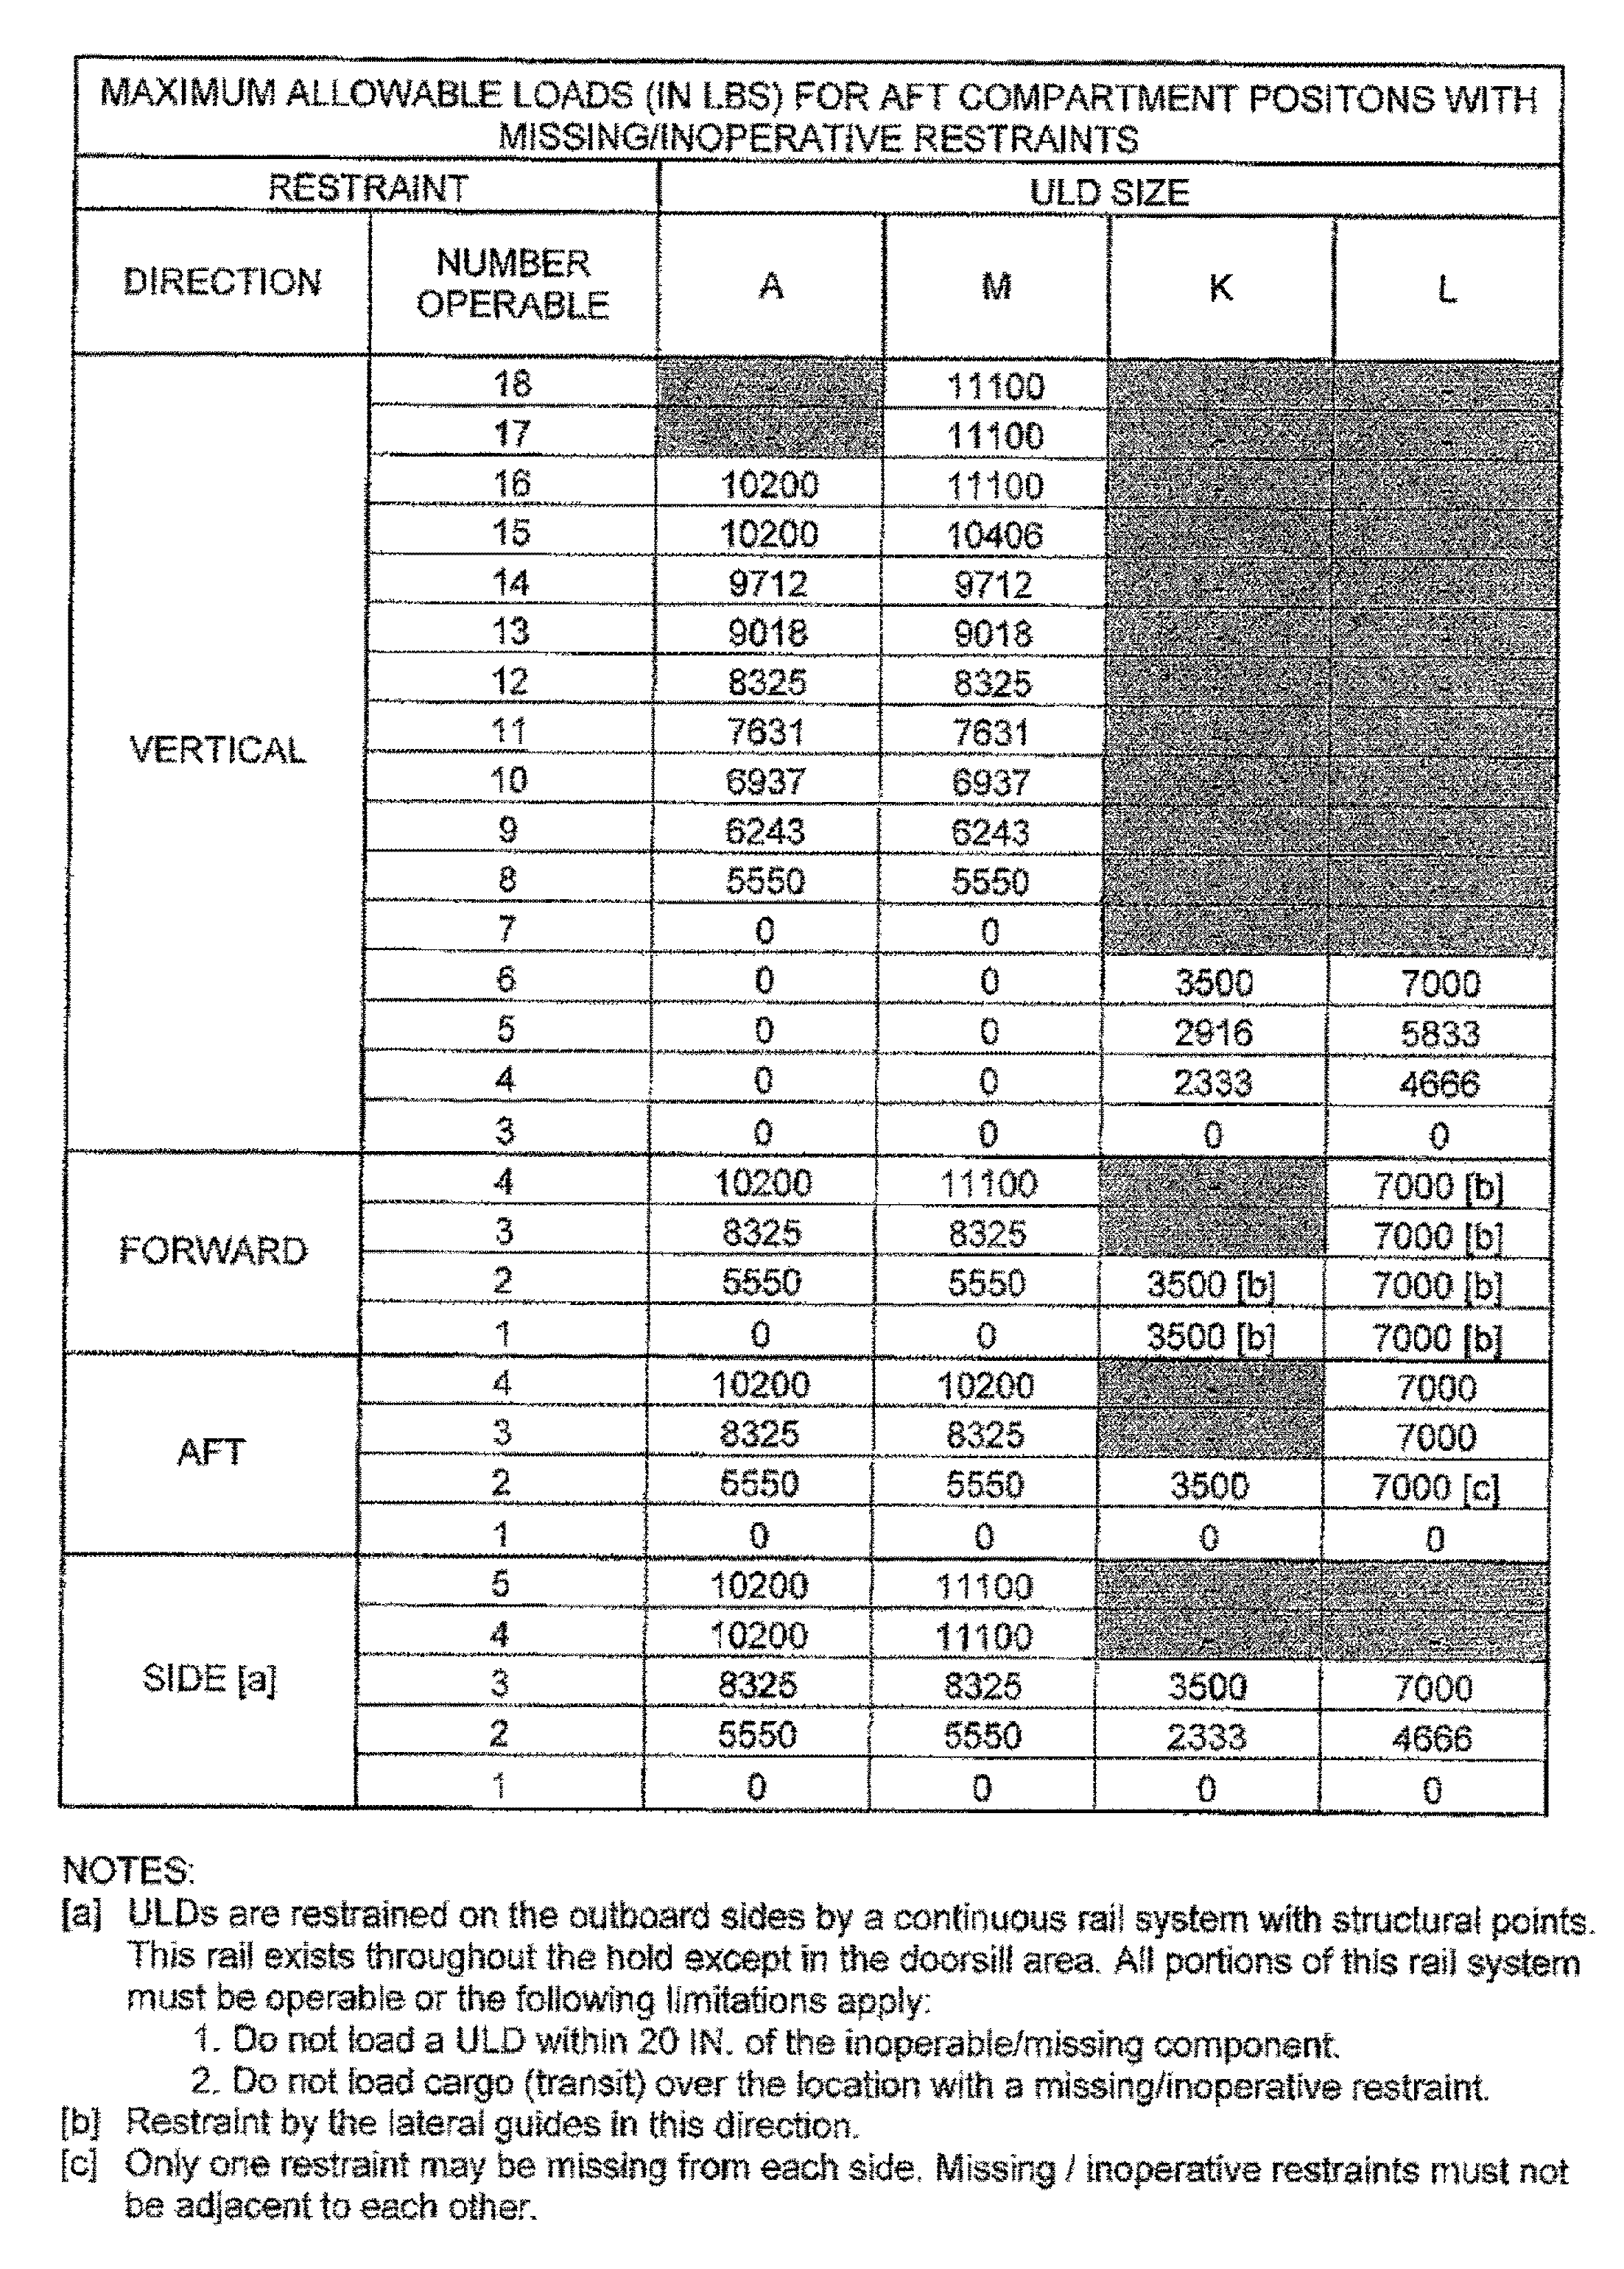 MAXIMUM ALLOWABLE LOADS (IN LBS) FOR AFT COMPARTMENT POSITONS WITH
MISSING/INOPERATIVE RESTRAINTS
RESTRAINT ULD SIZE
DIRECTION NUMBER OPERABLE A M K L
VERTICAL
18 - 11100 - -
17 - 11100 - -
16 10200 11100 - -
15 10200 10406 - -
14 9712 9712 - -
13 9018 9018 - -
12 8325 8325 - -
11 7631 7631 - -
10 6937 6937 - -
9 6243 6243 - -
8 5550 5550 - -
7 0 0 - -
6 0 0 3500 7000
5 0 0 2916 5833
4 0 0 2333 4666
3 0 0 0 0
FORWARD
4 10200 11100 - 7000 [b]
3 8325 8325 - 7000 [b]
2 5550 5550 3500 [b] 7000 [b]
1 0 0 3500 [b] 7000 [b]
AFT
4 10200 10200 - 7000
3 8325 8325 - 7000
2 5550 5550 3500 7000 [c]
1 0 0 0 0
SIDE [a]
5 10200 11100 - -
4 10200 11100 - -
3 8325 8325 3500 7000
2 5550 5550 2333 4666
1 0 0 0 0
NOTES:
[a] ULDs are restrained on the outboard sides by a continuous rail system with structural points.
This rail exists throughout the hold except in the doorsill area. All portions of this rail system
must be operable or the following limitations apply:
1. Do not load a ULD within 20 IN. of the inoperable/missing component.
2. Do not load cargo (transit) over the location with a missing/inoperative restraint.
[b] Restraint by the lateral guides in this direction.
[c] Only one restraint may be missing from each side. Missing / inoperative restraints must not
be adjacent to each other.